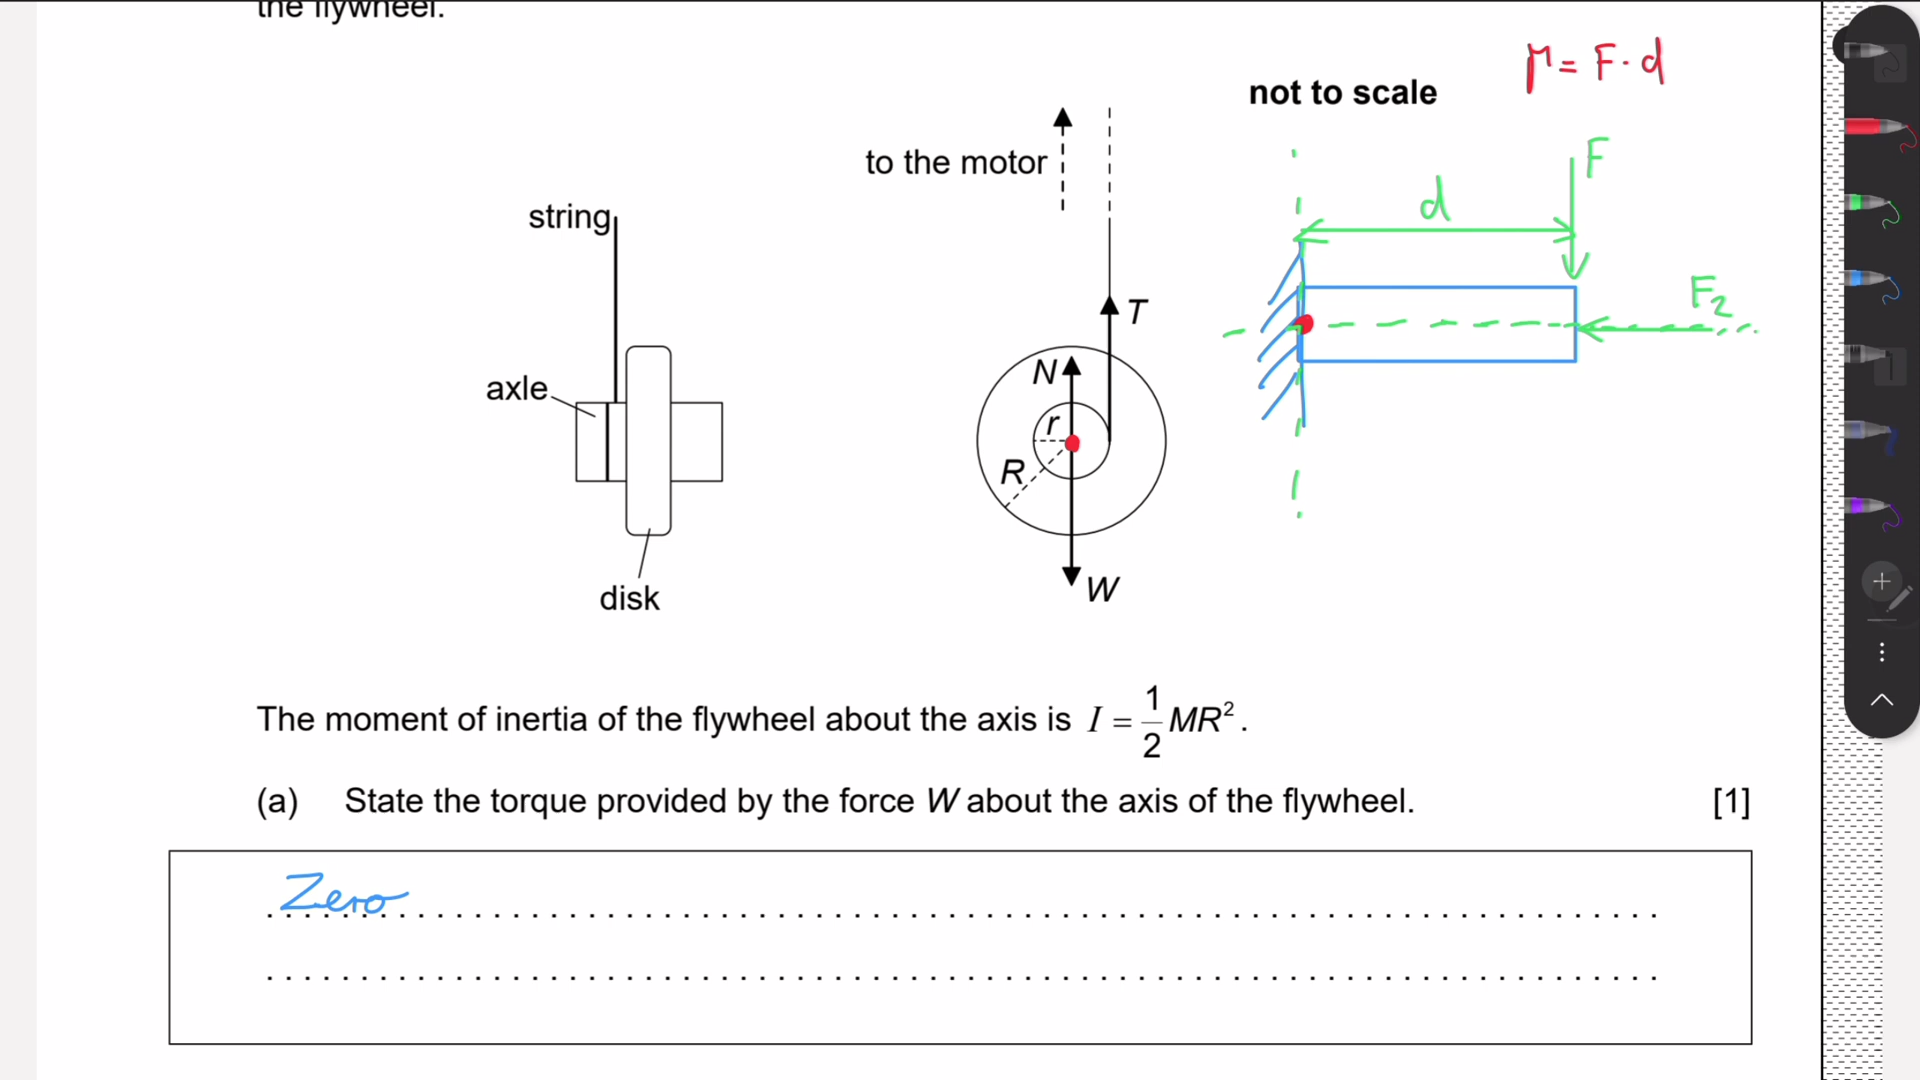 the flywheel.
M = F · d
not to scale
to the motor
F
d
string
F₂
T
N
axle
r
R
W
disk
The moment of inertia of the flywheel about the axis is I = 1/2 MR².
(a) State the torque provided by the force W about the axis of the flywheel. [1]
Zero